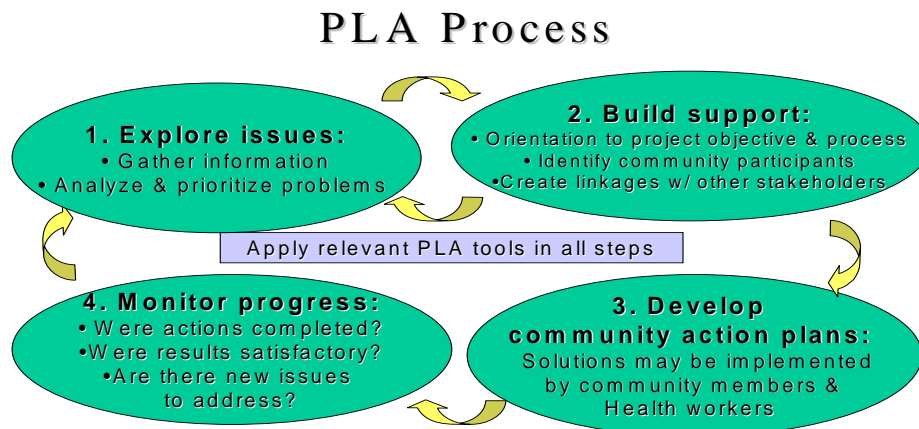 PLA Process
1. Explore issues:
• Gather information
• Analyze & prioritize problems
2. Build support:
• Orientation to project objective & process
• Identify community participants
•Create linkages w/ other stakeholders
Apply relevant PLA tools in all steps
3. Develop
community action plans:
Solutions may be implemented
by community members &
Health workers
4. Monitor progress:
• Were actions completed?
•Were results satisfactory?
•Are there new issues
to address?